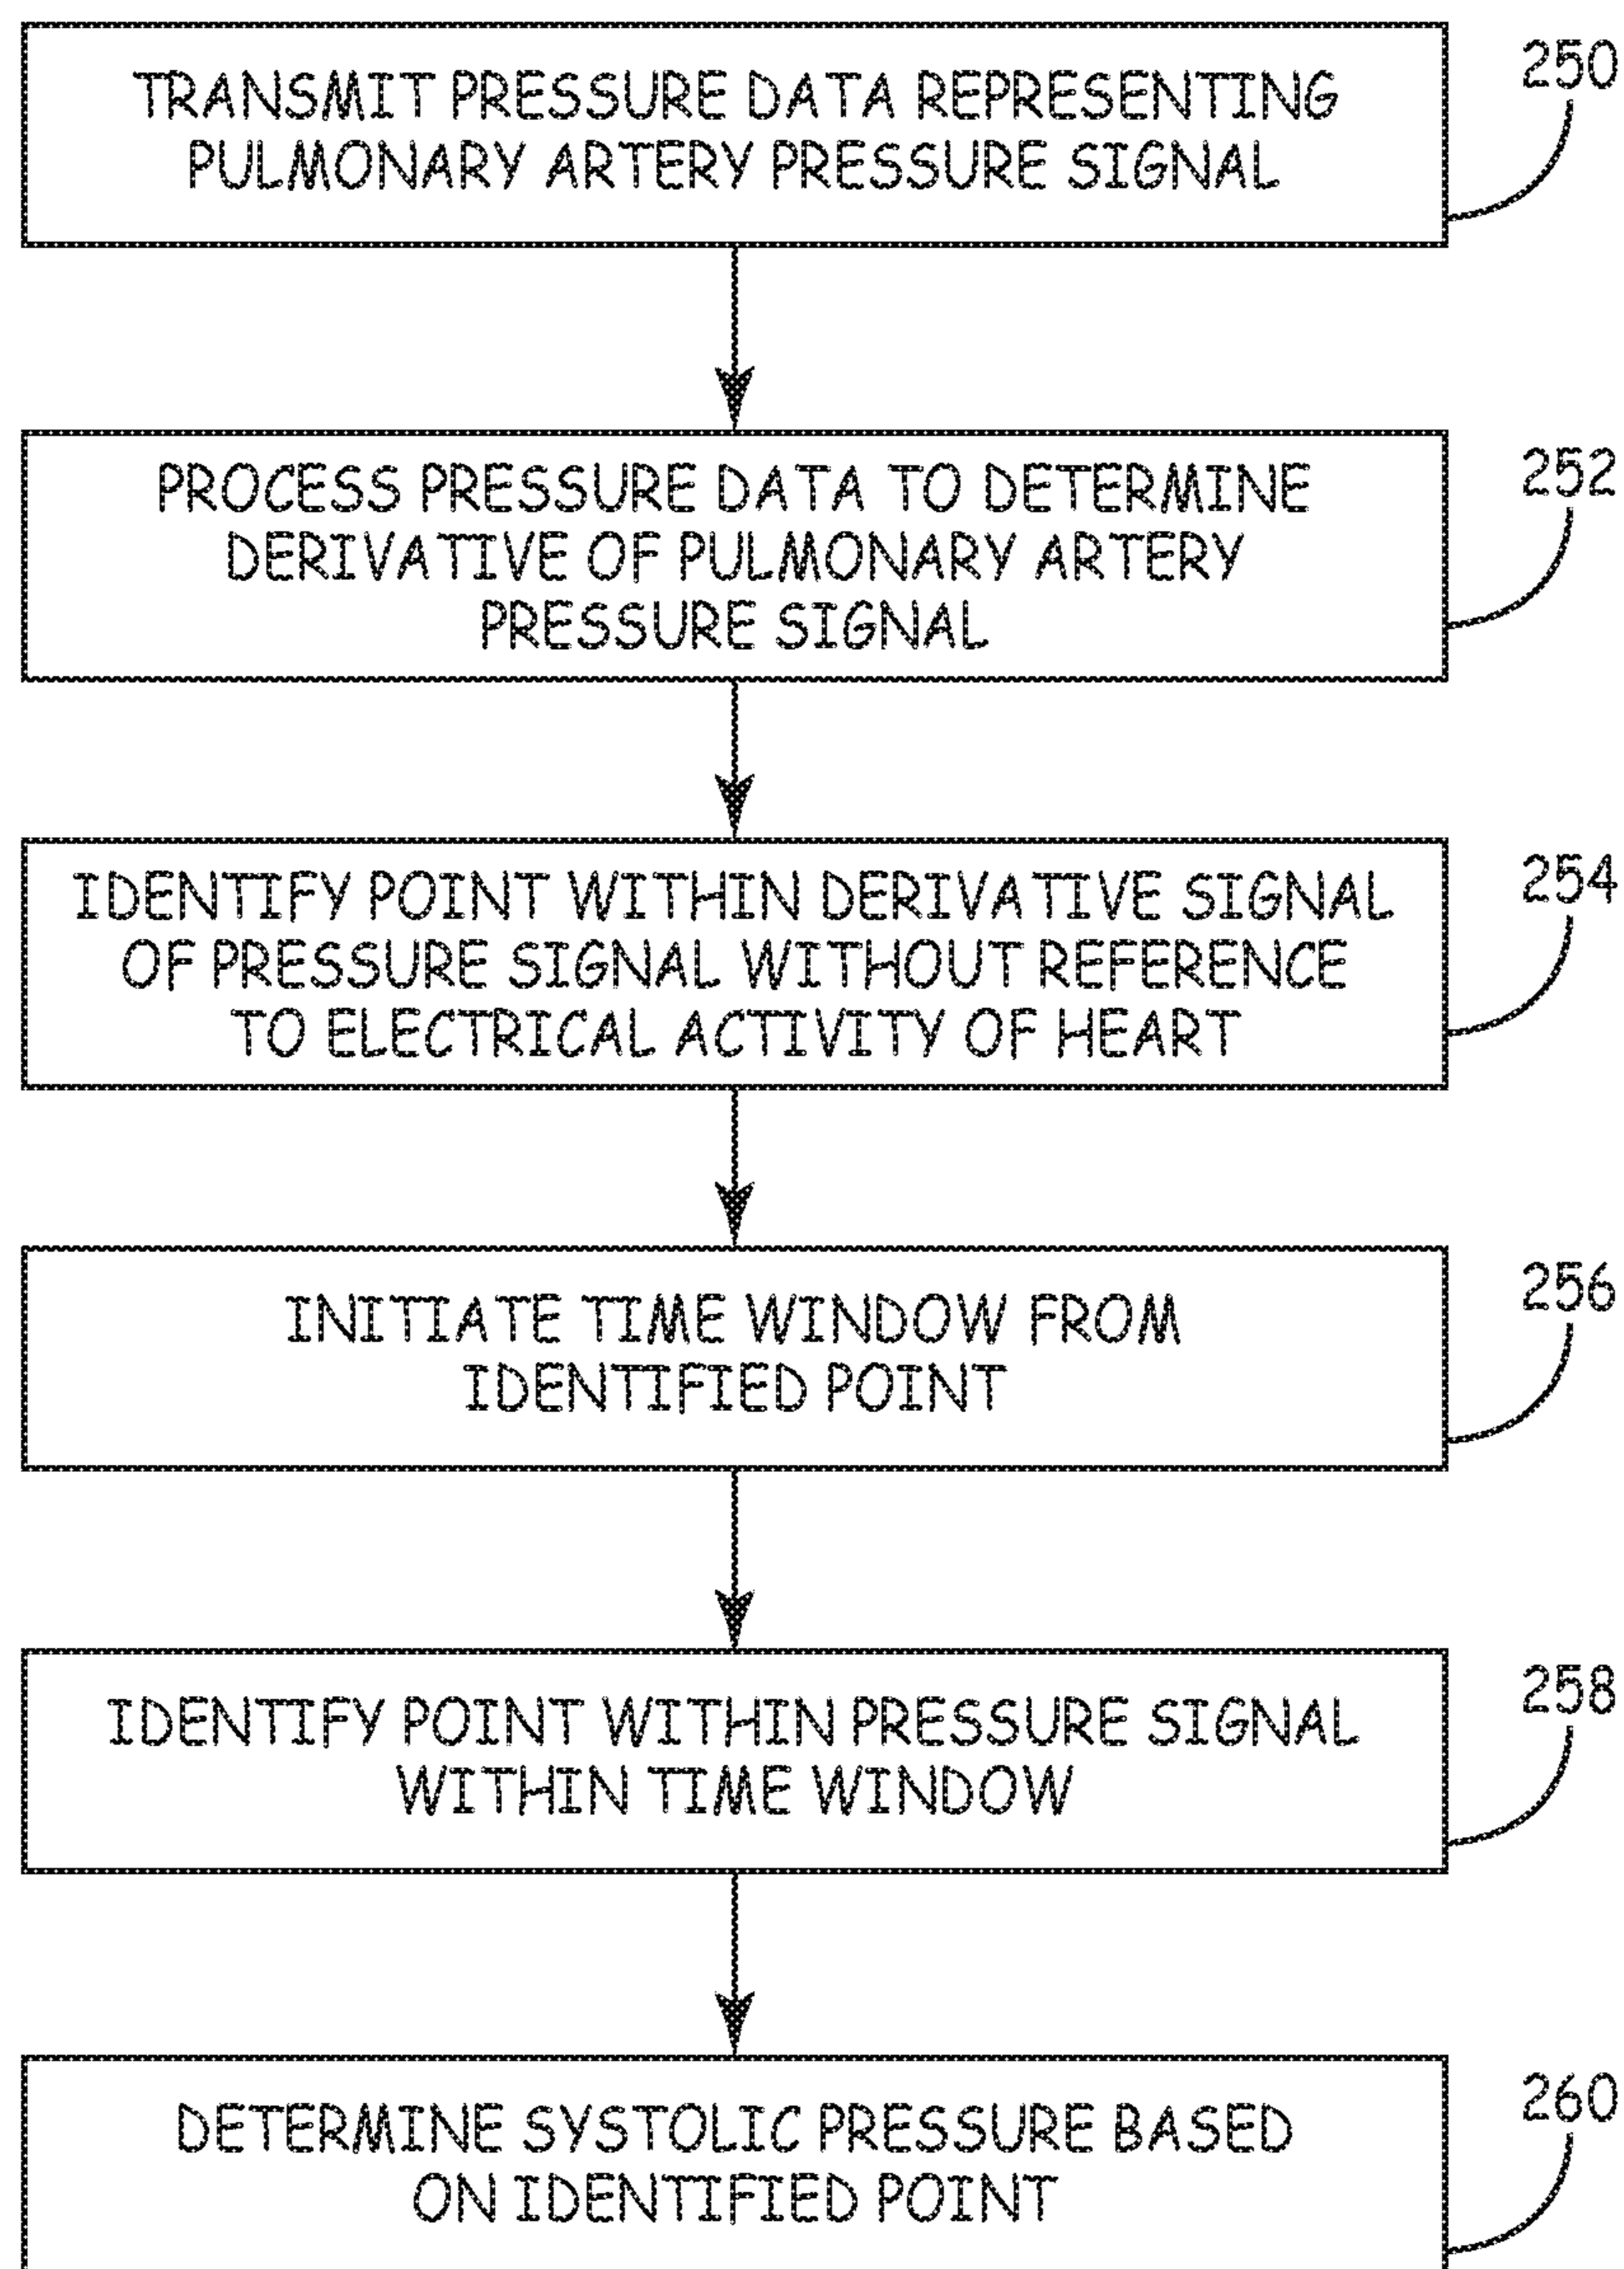 TRANSMIT PRESSURE DATA REPRESENTING
PULMONARY ARTERY PRESSURE SIGNAL
250
PROCESS PRESSURE DATA TO DETERMINE
DERIVATIVE OF PULMONARY ARTERY
PRESSURE SIGNAL
252
IDENTIFY POINT WITHIN DERIVATIVE SIGNAL
OF PRESSURE SIGNAL WITHOUT REFERENCE
TO ELECTRICAL ACTIVITY OF HEART
254
INITIATE TIME WINDOW FROM
IDENTIFIED POINT
256
IDENTIFY POINT WITHIN PRESSURE SIGNAL
WITHIN TIME WINDOW
258
DETERMINE SYSTOLIC PRESSURE BASED
ON IDENTIFIED POINT
260